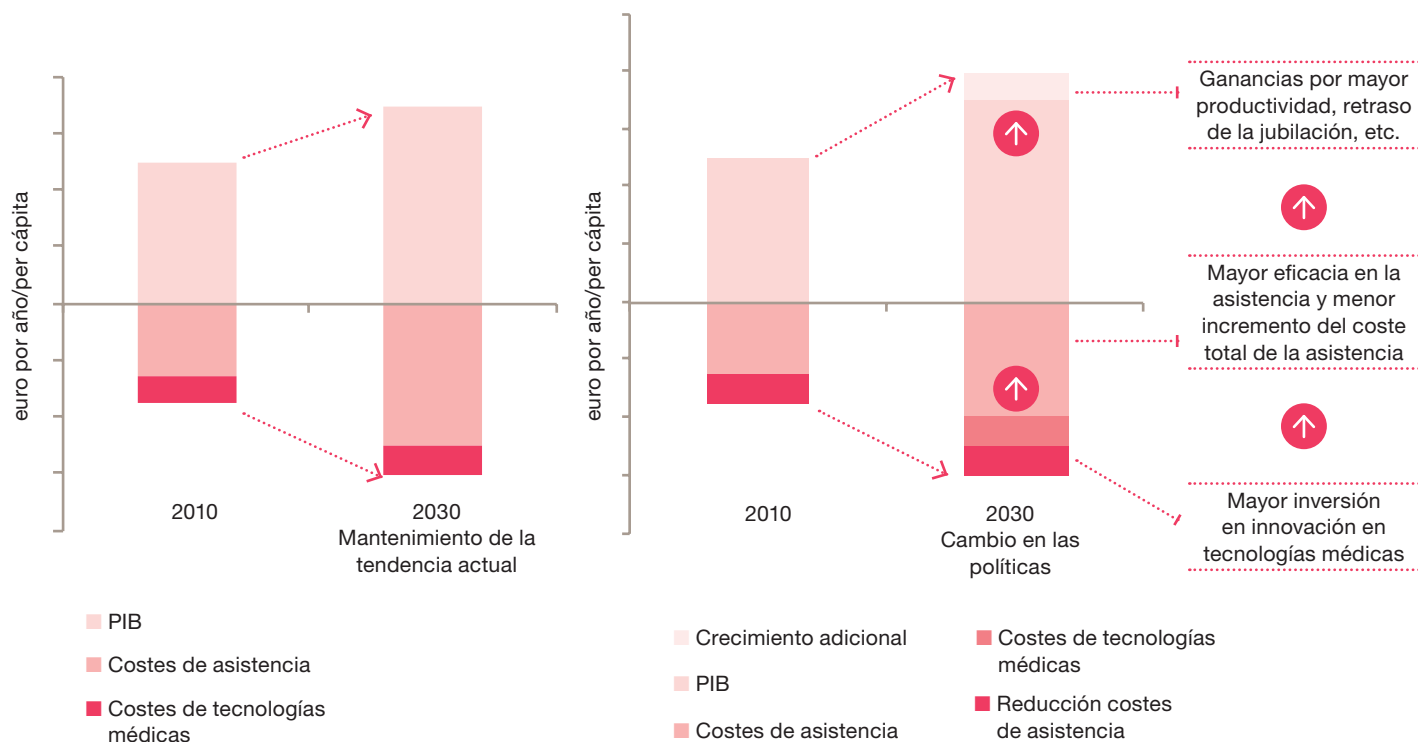 euro por año/per cápita
2010
2030
Mantenimiento de la
tendencia actual
PIB
Costes de asistencia
Costes de tecnologías
médicas
euro por año/per cápita
2010
2030
Cambio en las
políticas
Crecimiento adicional
PIB
Costes de asistencia
Costes de tecnologías
médicas
Reducción costes
de asistencia
Ganancias por mayor
productividad, retraso
de la jubilación, etc.
Mayor eficacia en la
asistencia y menor
incremento del coste
total de la asistencia
Mayor inversión
en innovación en
tecnologías médicas